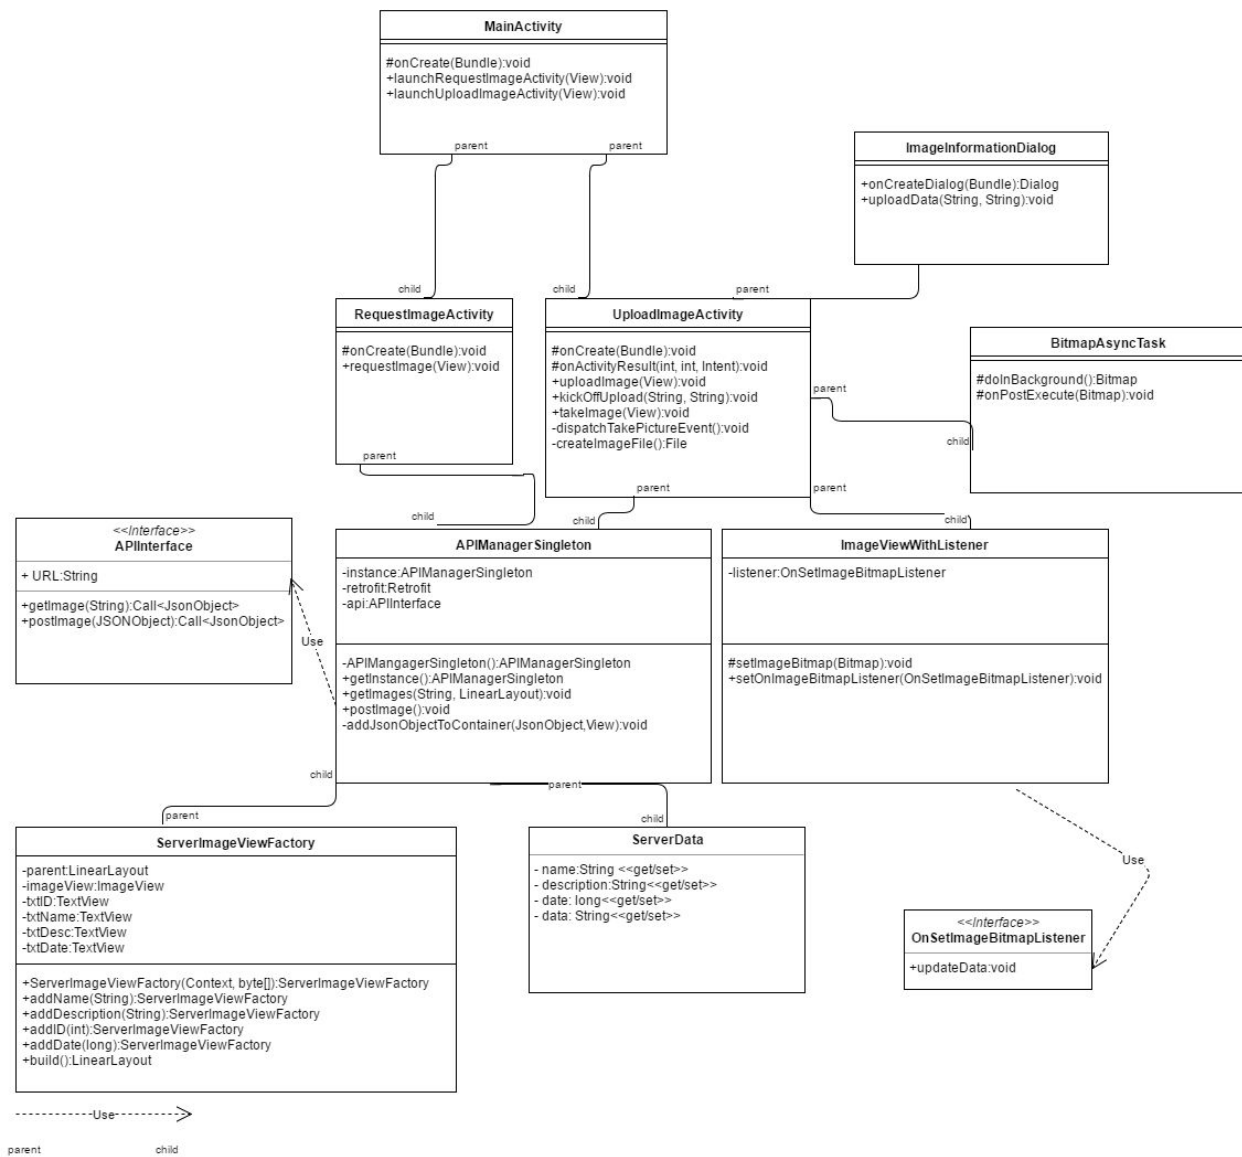 MainActivity
#onCreate(Bundle):void
+launchRequestImageActivity(View):void
+launchUploadImageActivity(View):void
parent
parent
ImageInformationDialog
+onCreateDialog(Bundle):Dialog
+uploadData(String, String):void
child
child
parent
RequestImageActivity
#onCreate(Bundle):void
+requestImage(View):void
parent
child
UploadImageActivity
#onCreate(Bundle):void
#onActivityResult(int, int, Intent):void
+uploadImage(View):void
+kickOffUpload(String, String):void
+takeImage(View):void
-dispatchTakePictureEvent():void
-createImageFile():File
parent
child
parent
child
parent
child
BitmapAsyncTask
#doInBackground():Bitmap
#onPostExecute(Bitmap):void
<<Interface>>
APIInterface
+ URL:String
+getImage(String):Call<JsonObject>
+postImage(JSONObject):Call<JsonObject>
Use
APIManagerSingleton
-instance:APIManagerSingleton
-retrofit:Retrofit
-api:APIInterface
-APIMangagerSingleton():APIManagerSingleton
+getInstance():APIManagerSingleton
+getImages(String, LinearLayout):void
+postImage():void
-addJsonObjectToContainer(JsonObject,View):void
ImageViewWithListener
-listener:OnSetImageBitmapListener
#setImageBitmap(Bitmap):void
+setOnImageBitmapListener(OnSetImageBitmapListener):void
child
parent
parent
child
ServerImageViewFactory
-parent:LinearLayout
-imageView:ImageView
-txtID:TextView
-txtName:TextView
-txtDesc:TextView
-txtDate:TextView
+ServerImageViewFactory(Context, byte[]):ServerImageViewFactory
+addName(String):ServerImageViewFactory
+addDescription(String):ServerImageViewFactory
+addID(int):ServerImageViewFactory
+addDate(long):ServerImageViewFactory
+build():LinearLayout
ServerData
- name:String <<get/set>>
- description:String<<get/set>>
- date: long<<get/set>>
- data: String<<get/set>>
Use
<<Interface>>
OnSetImageBitmapListener
+updateData:void
Use
parent
child